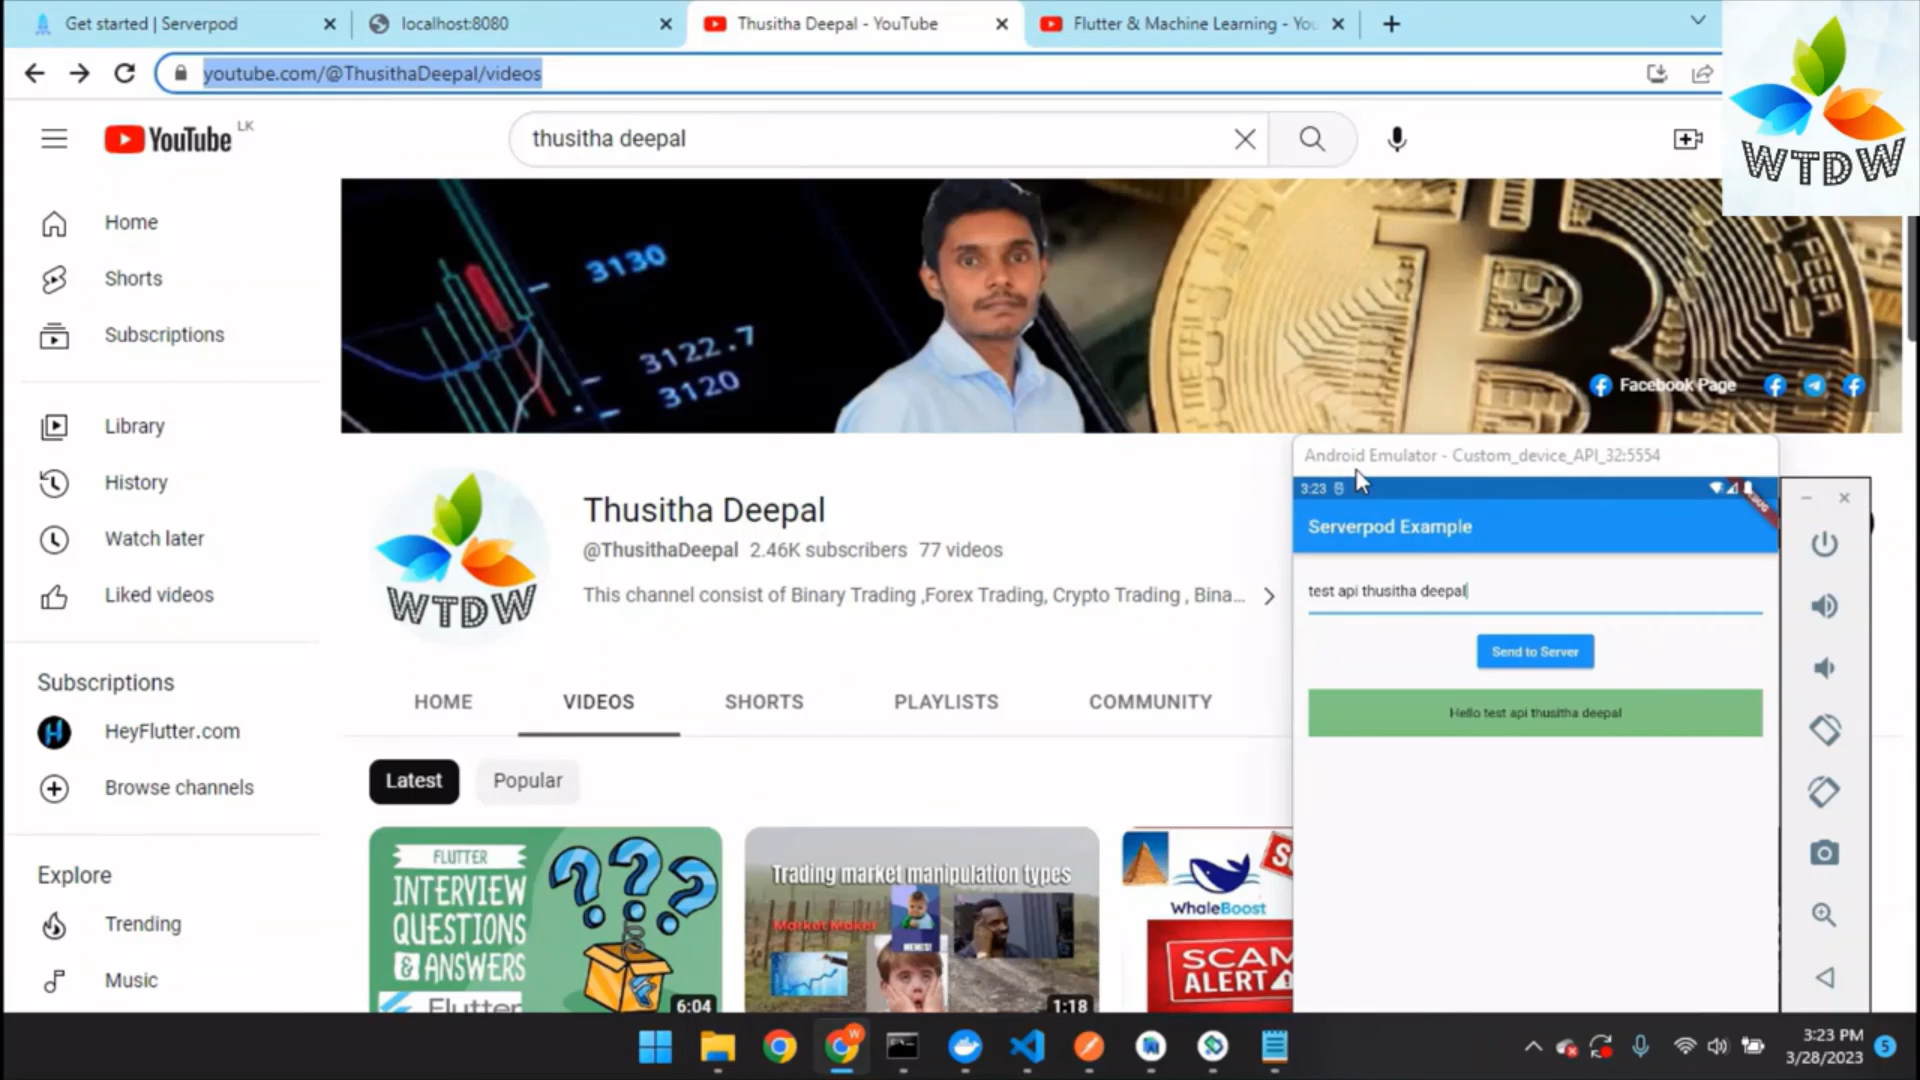 Get started | Serverpod
localhost:8080
Thusitha Deepal - YouTube
Flutter & Machine Learning - You
youtube.com/@ThusithaDeepal/videos
WTDW
YouTube LK
thusitha deepal
Home
Shorts
Subscriptions
Library
History
Watch later
Liked videos
Subscriptions
HeyFlutter.com
Browse channels
Explore
Trending
Music
3130
3122.7
3120
Facebook Page
WTDW
Thusitha Deepal
@ThusithaDeepal 2.46K subscribers 77 videos
This channel consist of Binary Trading ,Forex Trading, Crypto Trading , Bina...
HOME
VIDEOS
SHORTS
PLAYLISTS
COMMUNITY
Latest
Popular
FLUTTER
INTERVIEW
QUESTIONS
& ANSWERS
Flutter
6:04
Trading market manipulation types
Market Maker
1:18
WhaleBoost
SCAM
ALERT
Android Emulator - Custom_device_API_32:5554
3:23
Serverpod Example
test api thusitha deepal
Send to Server
Hello test api thusitha deepal
3:23 PM
3/28/2023
5